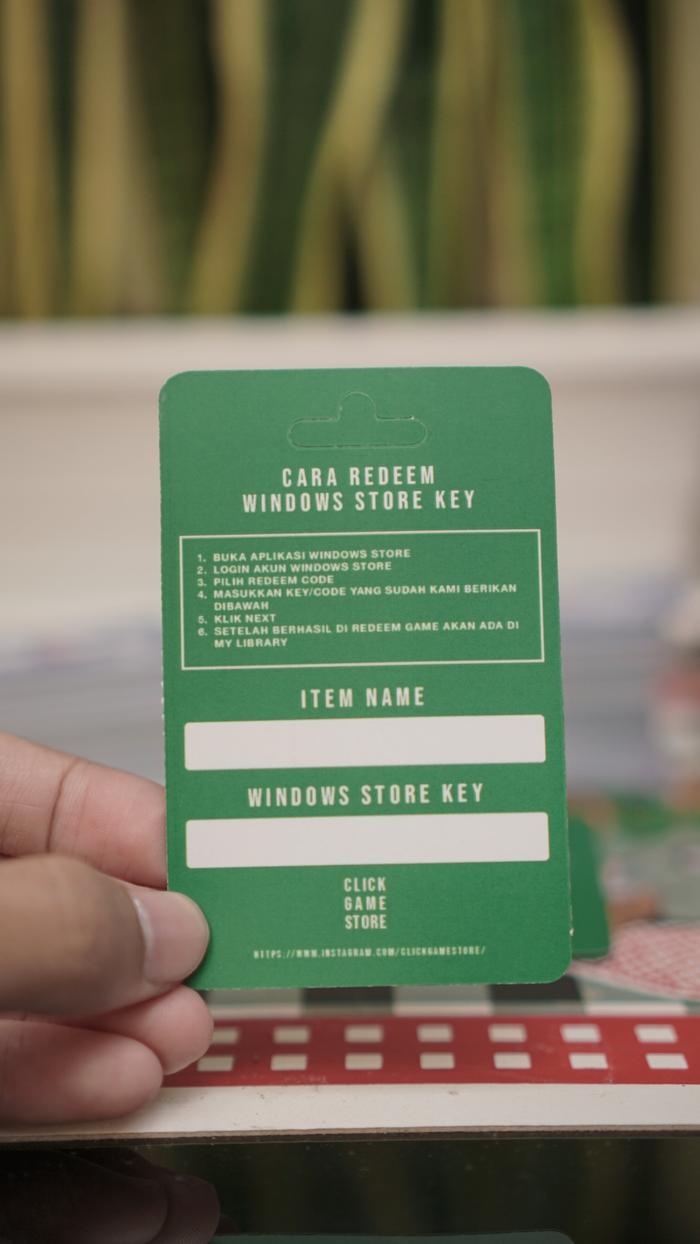 CARA REDEEM
WINDOWS STORE KEY
1. BUKA APLIKASI WINDOWS STORE
2. LOGIN AKUN WINDOWS STORE
3. PILIH REDEEM CODE
4. MASUKKAN KEY/CODE YANG SUDAH KAMI BERIKAN
DIBAWAH
5. KLIK NEXT
6. SETELAH BERHASIL DI REDEEM GAME AKAN ADA DI
MY LIBRARY
ITEM NAME
WINDOWS STORE KEY
CLICK
GAME
STORE
HTTPS://WWW.INSTAGRAM.COM/CLICKGAMESTORE/